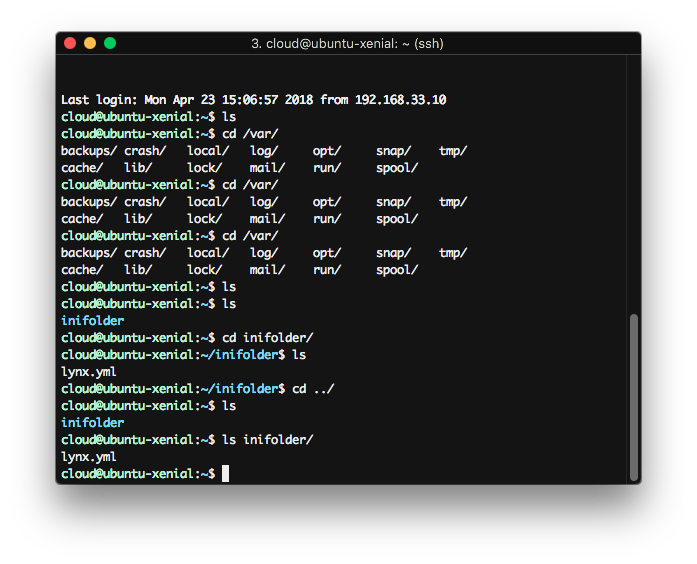 3. cloud@ubuntu-xenial: ~ (ssh)
Last login: Mon Apr 23 15:06:57 2018 from 192.168.33.10
cloud@ubuntu-xenial:~$ ls
cloud@ubuntu-xenial:~$ cd /var/
backups/ crash/   local/   log/     opt/     snap/    tmp/
cache/   lib/     lock/    mail/    run/     spool/
cloud@ubuntu-xenial:~$ cd /var/
backups/ crash/   local/   log/     opt/     snap/    tmp/
cache/   lib/     lock/    mail/    run/     spool/
cloud@ubuntu-xenial:~$ cd /var/
backups/ crash/   local/   log/     opt/     snap/    tmp/
cache/   lib/     lock/    mail/    run/     spool/
cloud@ubuntu-xenial:~$ ls
cloud@ubuntu-xenial:~$ ls
inifolder
cloud@ubuntu-xenial:~$ cd inifolder/
cloud@ubuntu-xenial:~/inifolder$ ls
lynx.yml
cloud@ubuntu-xenial:~/inifolder$ cd ../
cloud@ubuntu-xenial:~$ ls
inifolder
cloud@ubuntu-xenial:~$ ls inifolder/
lynx.yml
cloud@ubuntu-xenial:~$